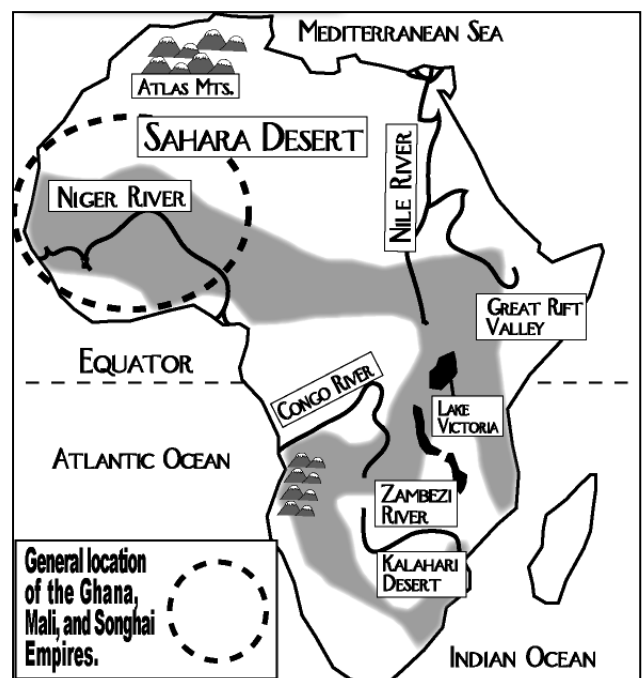 MEDITERRANEAN SEA
ATLAS MTS.
SAHARA DESERT
NIGER RIVER
NILE RIVER
GREAT RIFT
VALLEY
EQUATOR
CONGO RIVER
LAKE
VICTORIA
ATLANTIC OCEAN
ZAMBEZI
RIVER
KALAHARI
DESERT
General location
of the Ghana,
Mali, and Songhai
Empires.
INDIAN OCEAN